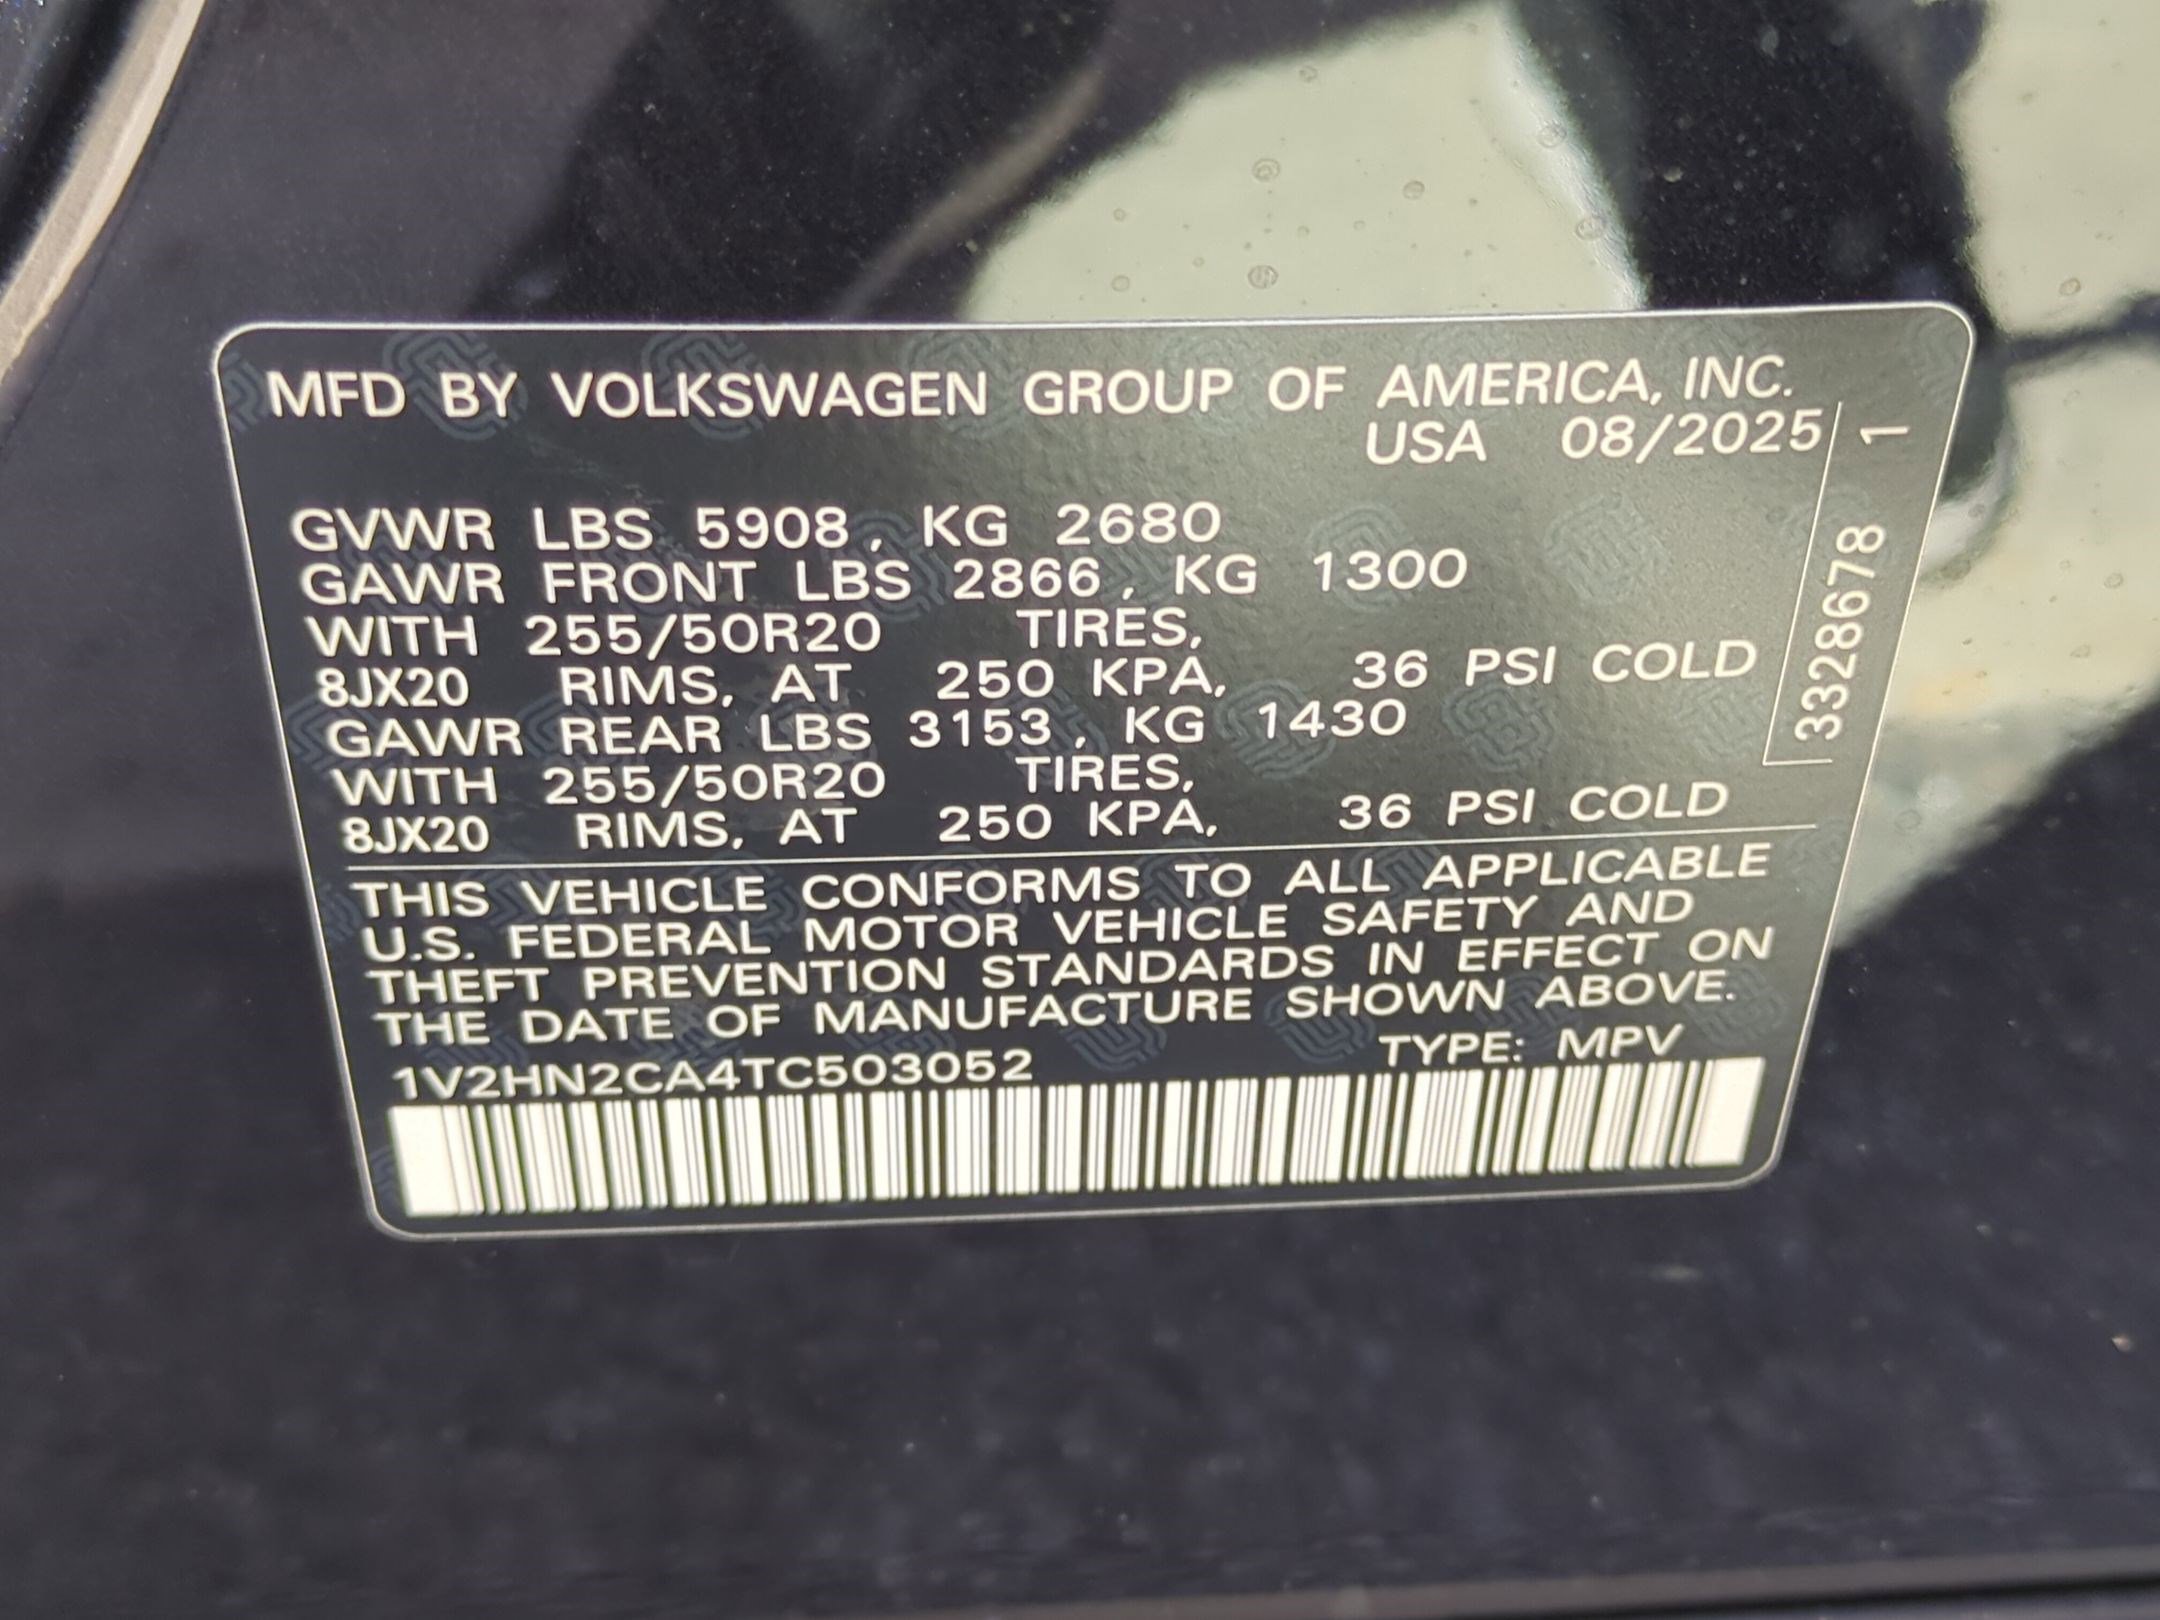 MFD BY VOLKSWAGEN GROUP OF AMERICA, INC.
USA 08/2025
GVWR LBS 5908, KG 2680
GAWR FRONT LBS 2866, KG 1300
WITH 255/50R20 TIRES,
8JX20 RIMS, AT 250 KPA, 36 PSI COLD
GAWR REAR LBS 3153, KG 1430
WITH 255/50R20 TIRES,
8JX20 RIMS, AT 250 KPA, 36 PSI COLD
THIS VEHICLE CONFORMS TO ALL APPLICABLE
U.S. FEDERAL MOTOR VEHICLE SAFETY AND
THEFT PREVENTION STANDARDS IN EFFECT ON
THE DATE OF MANUFACTURE SHOWN ABOVE.
1V2HN2CA4TC503052 TYPE: MPV
3328678 1